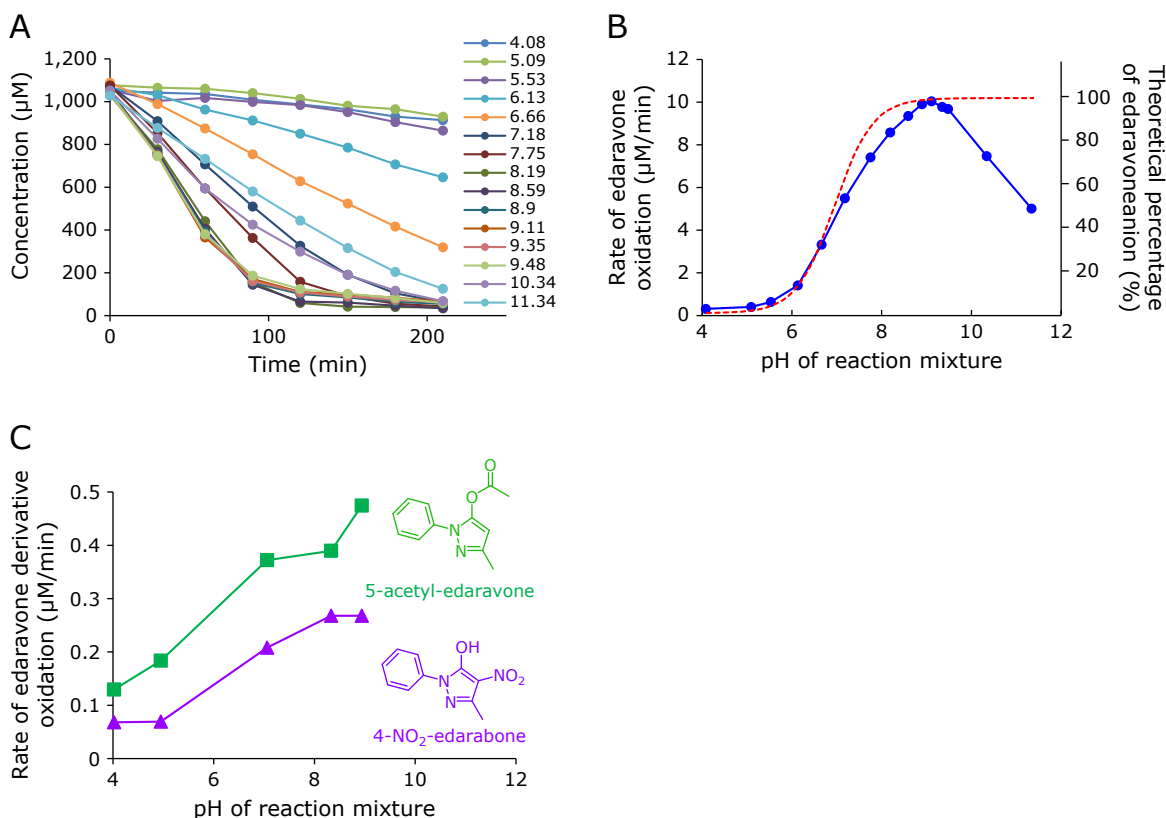 A
Concentration (µM)
1,200
1,000
800
600
400
200
0
0
100
200
Time (min)
4.08
5.09
5.53
6.13
6.66
7.18
7.75
8.19
8.59
8.9
9.11
9.35
9.48
10.34
11.34
B
Rate of edaravone
oxidation (µM/min)
12
10
8
6
4
2
0
4
6
8
10
12
pH of reaction mixture
100
80
60
40
20
Theoretical percentage
of edaravoneanion (%)
C
Rate of edaravone derivative
oxidation (µM/min)
0.5
0.4
0.3
0.2
0.1
0
4
6
8
10
12
pH of reaction mixture
O
O
N
N
5-acetyl-edaravone
OH
N
NO₂
N
4-NO₂-edarabone